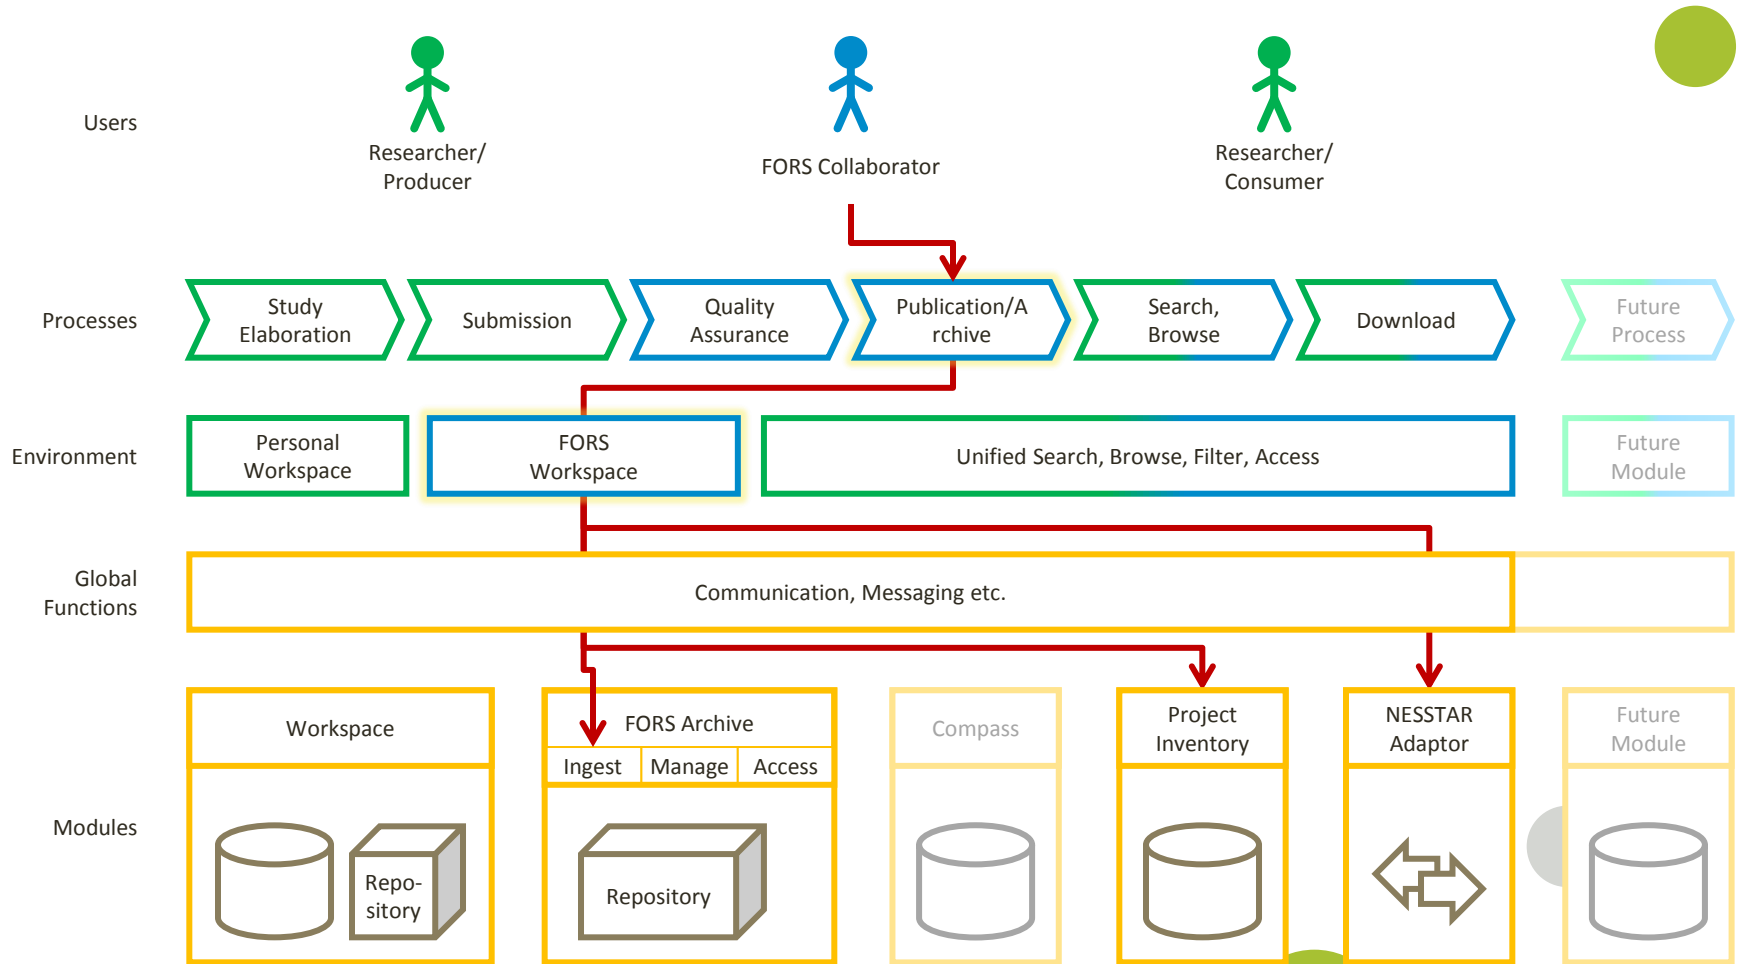 Users
Researcher/
Producer
FORS Collaborator
Researcher/
Consumer
Processes
Study
Elaboration
Submission
Quality
Assurance
Publication/A
rchive
Search,
Browse
Download
Future
Process
Environment
Personal
Workspace
FORS
Workspace
Unified Search, Browse, Filter, Access
Future
Module
Global
Functions
Communication, Messaging etc.
Modules
Workspace
Repo-
sitory
FORS Archive
Ingest
Manage
Access
Repository
Compass
Project
Inventory
NESSTAR
Adaptor
Future
Module